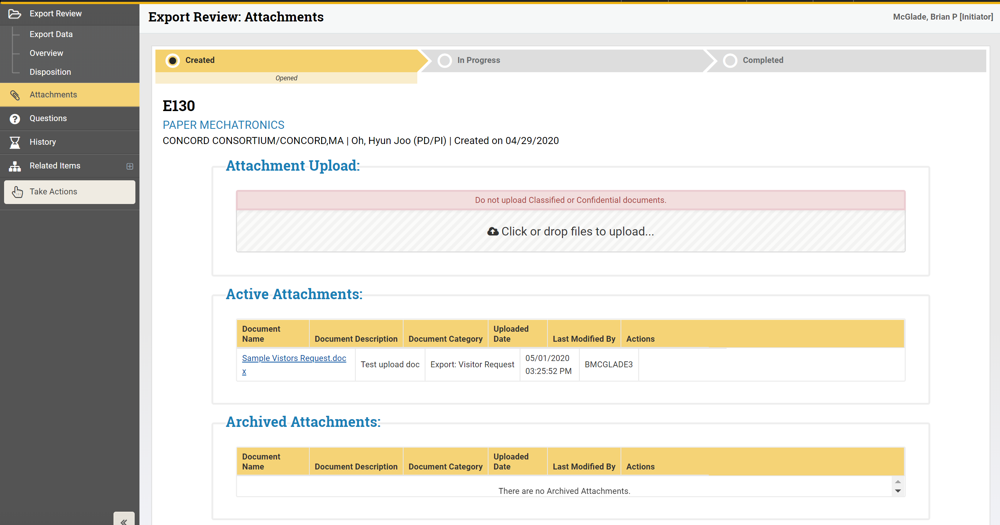 Export Review
Export Data
Overview
Disposition
Attachments
Questions
History
Related Items
Take Actions
Export Review: Attachments
McGlade, Brian P [Initiator]
Created
In Progress
Completed
Opened
E130
PAPER MECHATRONICS
CONCORD CONSORTIUM/CONCORD,MA | Oh, Hyun Joo (PD/PI) | Created on 04/29/2020
Attachment Upload:
Do not upload Classified or Confidential documents.
Click or drop files to upload...
Active Attachments:
Document Name Document Description Document Category Uploaded Date Last Modified By Actions
Sample Vistors Request.docx Test upload doc Export: Visitor Request 05/01/2020 03:25:52 PM BMCGLADE3
Archived Attachments:
Document Name Document Description Document Category Uploaded Date Last Modified By Actions
There are no Archived Attachments.